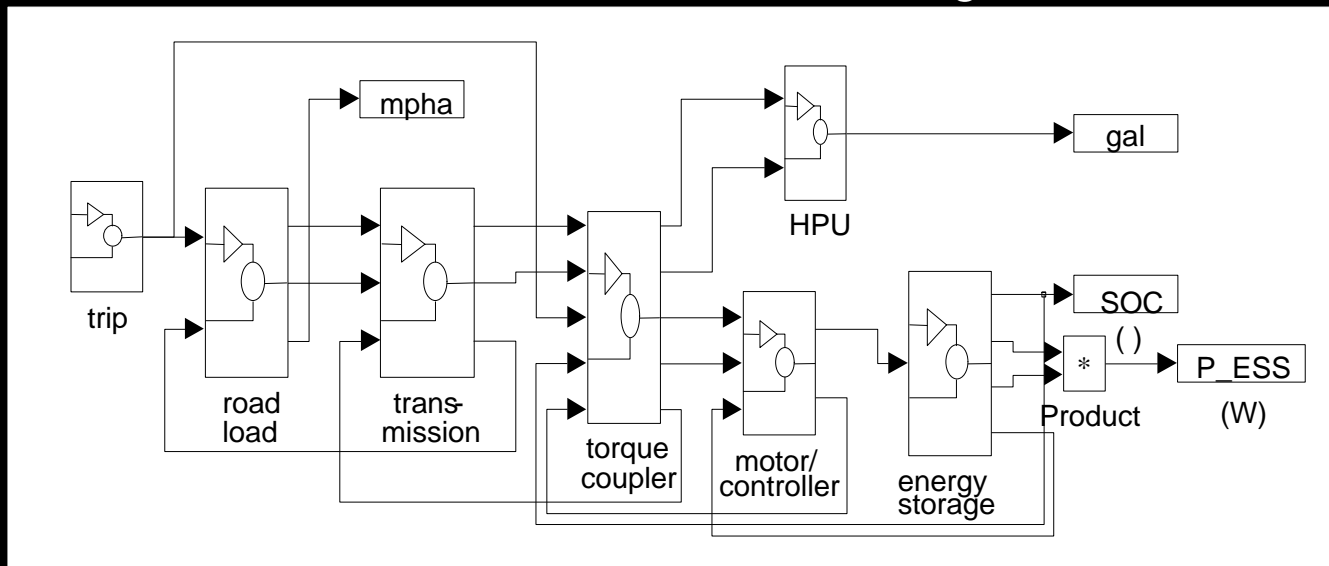 mpha
gal
HPU
trip
SOC
( )
*
P_ESS
(W)
Product
road
load
trans-
mission
torque
coupler
motor/
controller
energy
storage